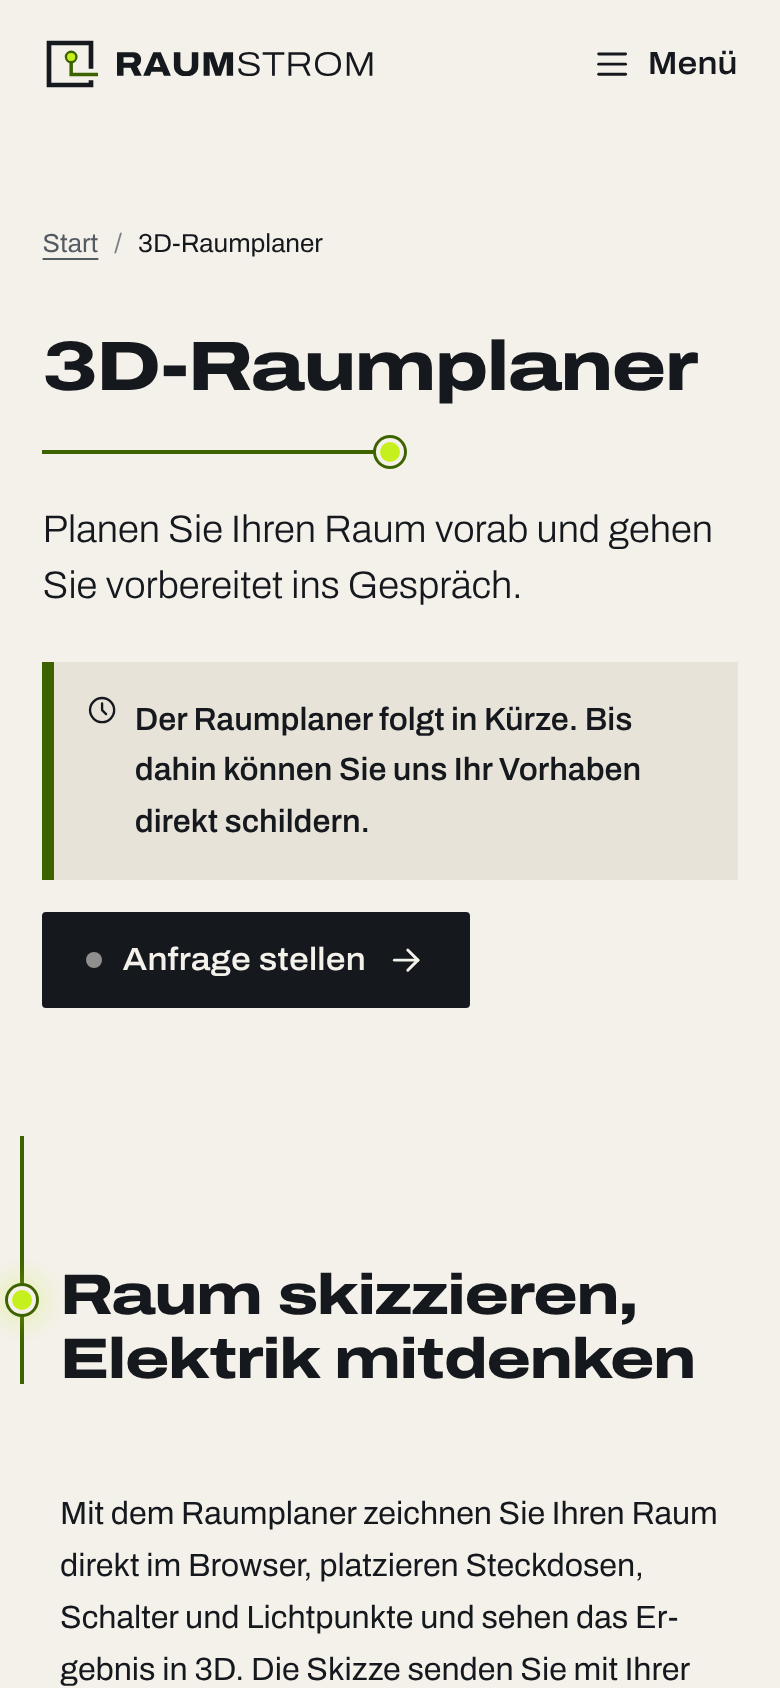 RAUMSTROM
Menü
Start / 3D-Raumplaner
3D-Raumplaner
Planen Sie Ihren Raum vorab und gehen
Sie vorbereitet ins Gespräch.
Der Raumplaner folgt in Kürze. Bis
dahin können Sie uns Ihr Vorhaben
direkt schildern.
Anfrage stellen
Raum skizzieren,
Elektrik mitdenken
Mit dem Raumplaner zeichnen Sie Ihren Raum
direkt im Browser, platzieren Steckdosen,
Schalter und Lichtpunkte und sehen das Er-
gebnis in 3D. Die Skizze senden Sie mit Ihrer